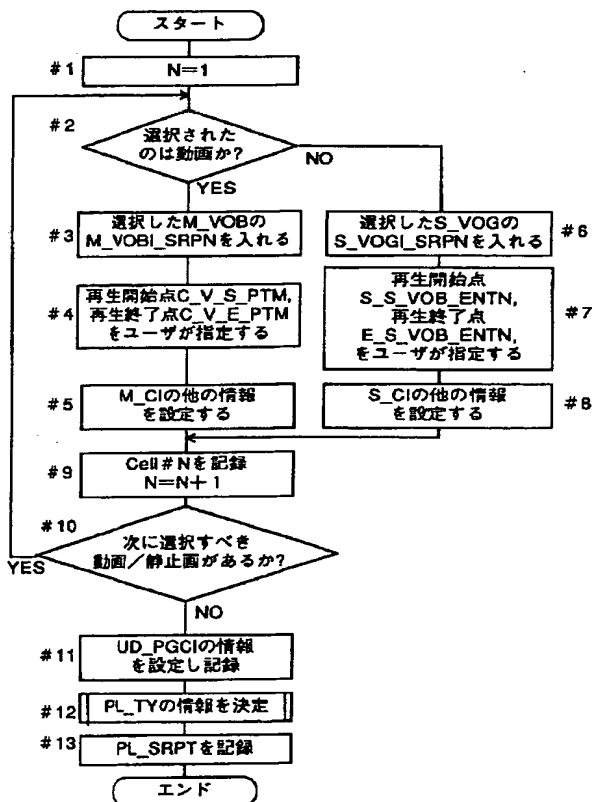 スタート
#1
N=1
#2
選択された
のは動画か?
NO
YES
#3
選択したM_VOBの
M_VOBI_SRPNを入れる
選択したS_VOGの
S_VOGI_SRPNを入れる
#6
#4
再生開始点C_V_S_PTM,
再生終了点C_V_E_PTM
をユーザが指定する
再生開始点
S_S_VOB_ENTN,
再生終了点
E_S_VOB_ENTN,
をユーザが指定する
#7
#5
M_CIの他の情報
を設定する
S_CIの他の情報
を設定する
#8
#9
Cell#Nを記録
N=N+1
#10
次に選択すべき
動画/静止画があるか?
YES
NO
#11
UD_PGCIの情報
を設定し記録
#12
PL_TYの情報を決定
#13
PL_SRPTを記録
エンド